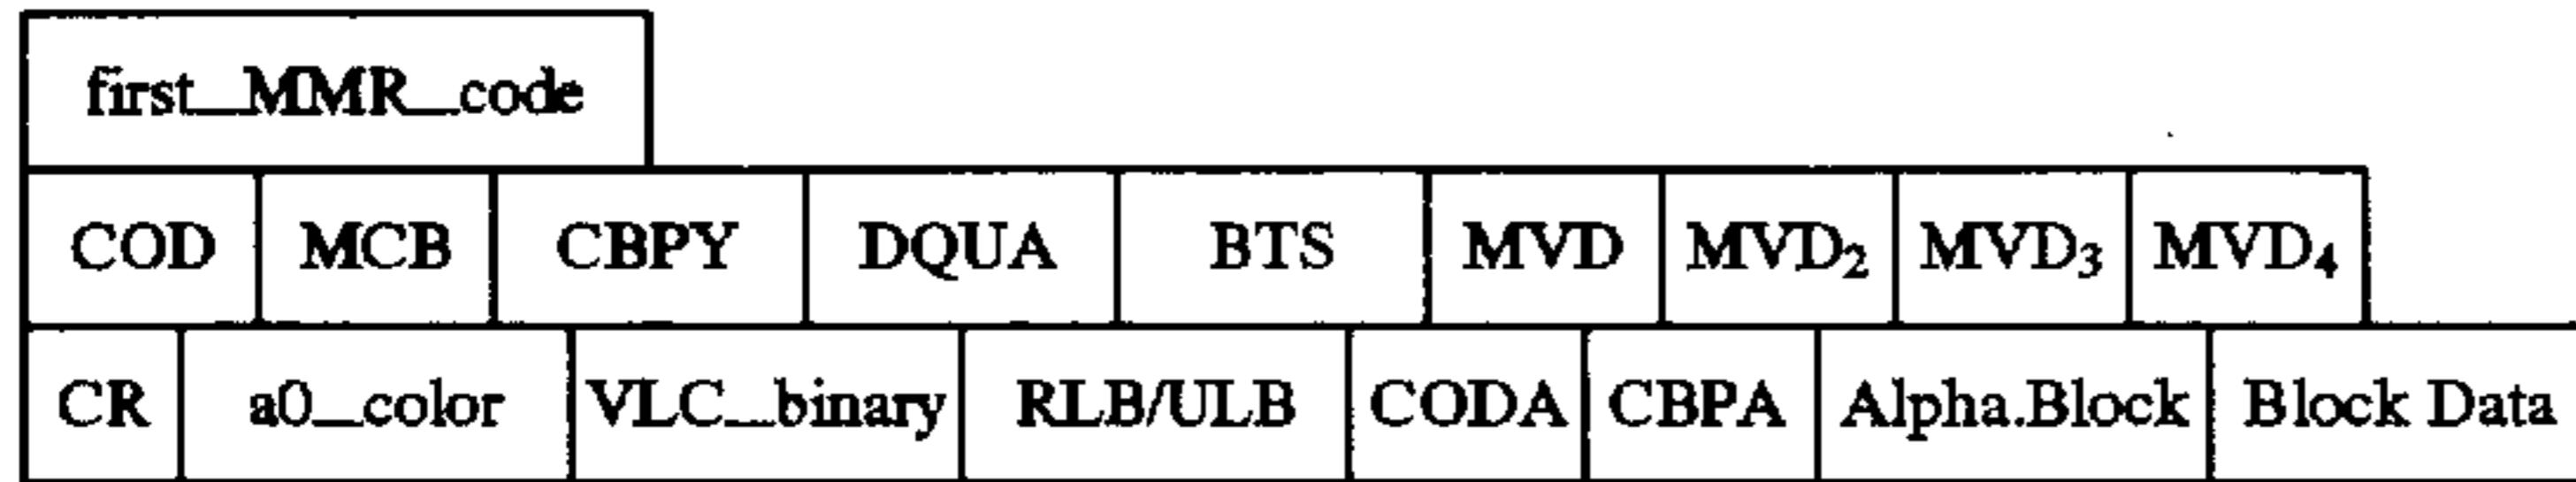 first_MMR_code
COD MCB CBPY DQUA BTS MVD MVD₂ MVD₃ MVD₄
CR a0_color VLC_binary RLB/ULB CODA CBPA Alpha.Block Block Data